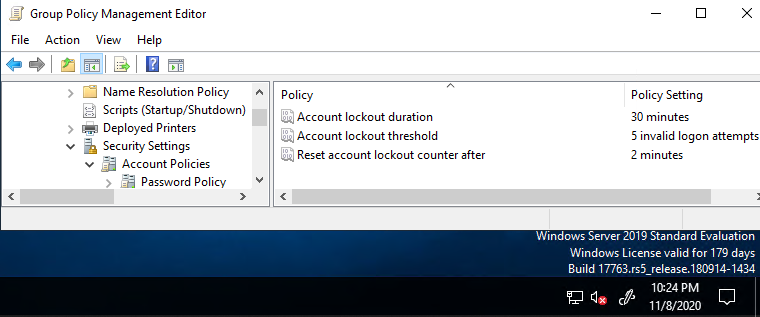 Group Policy Management Editor
File Action View Help
Name Resolution Policy
Scripts (Startup/Shutdown)
Deployed Printers
Security Settings
Account Policies
Password Policy
Policy Policy Setting
Account lockout duration 30 minutes
Account lockout threshold 5 invalid logon attempts
Reset account lockout counter after 2 minutes
Windows Server 2019 Standard Evaluation
Windows License valid for 179 days
Build 17763.rs5_release.180914-1434
10:24 PM
11/8/2020